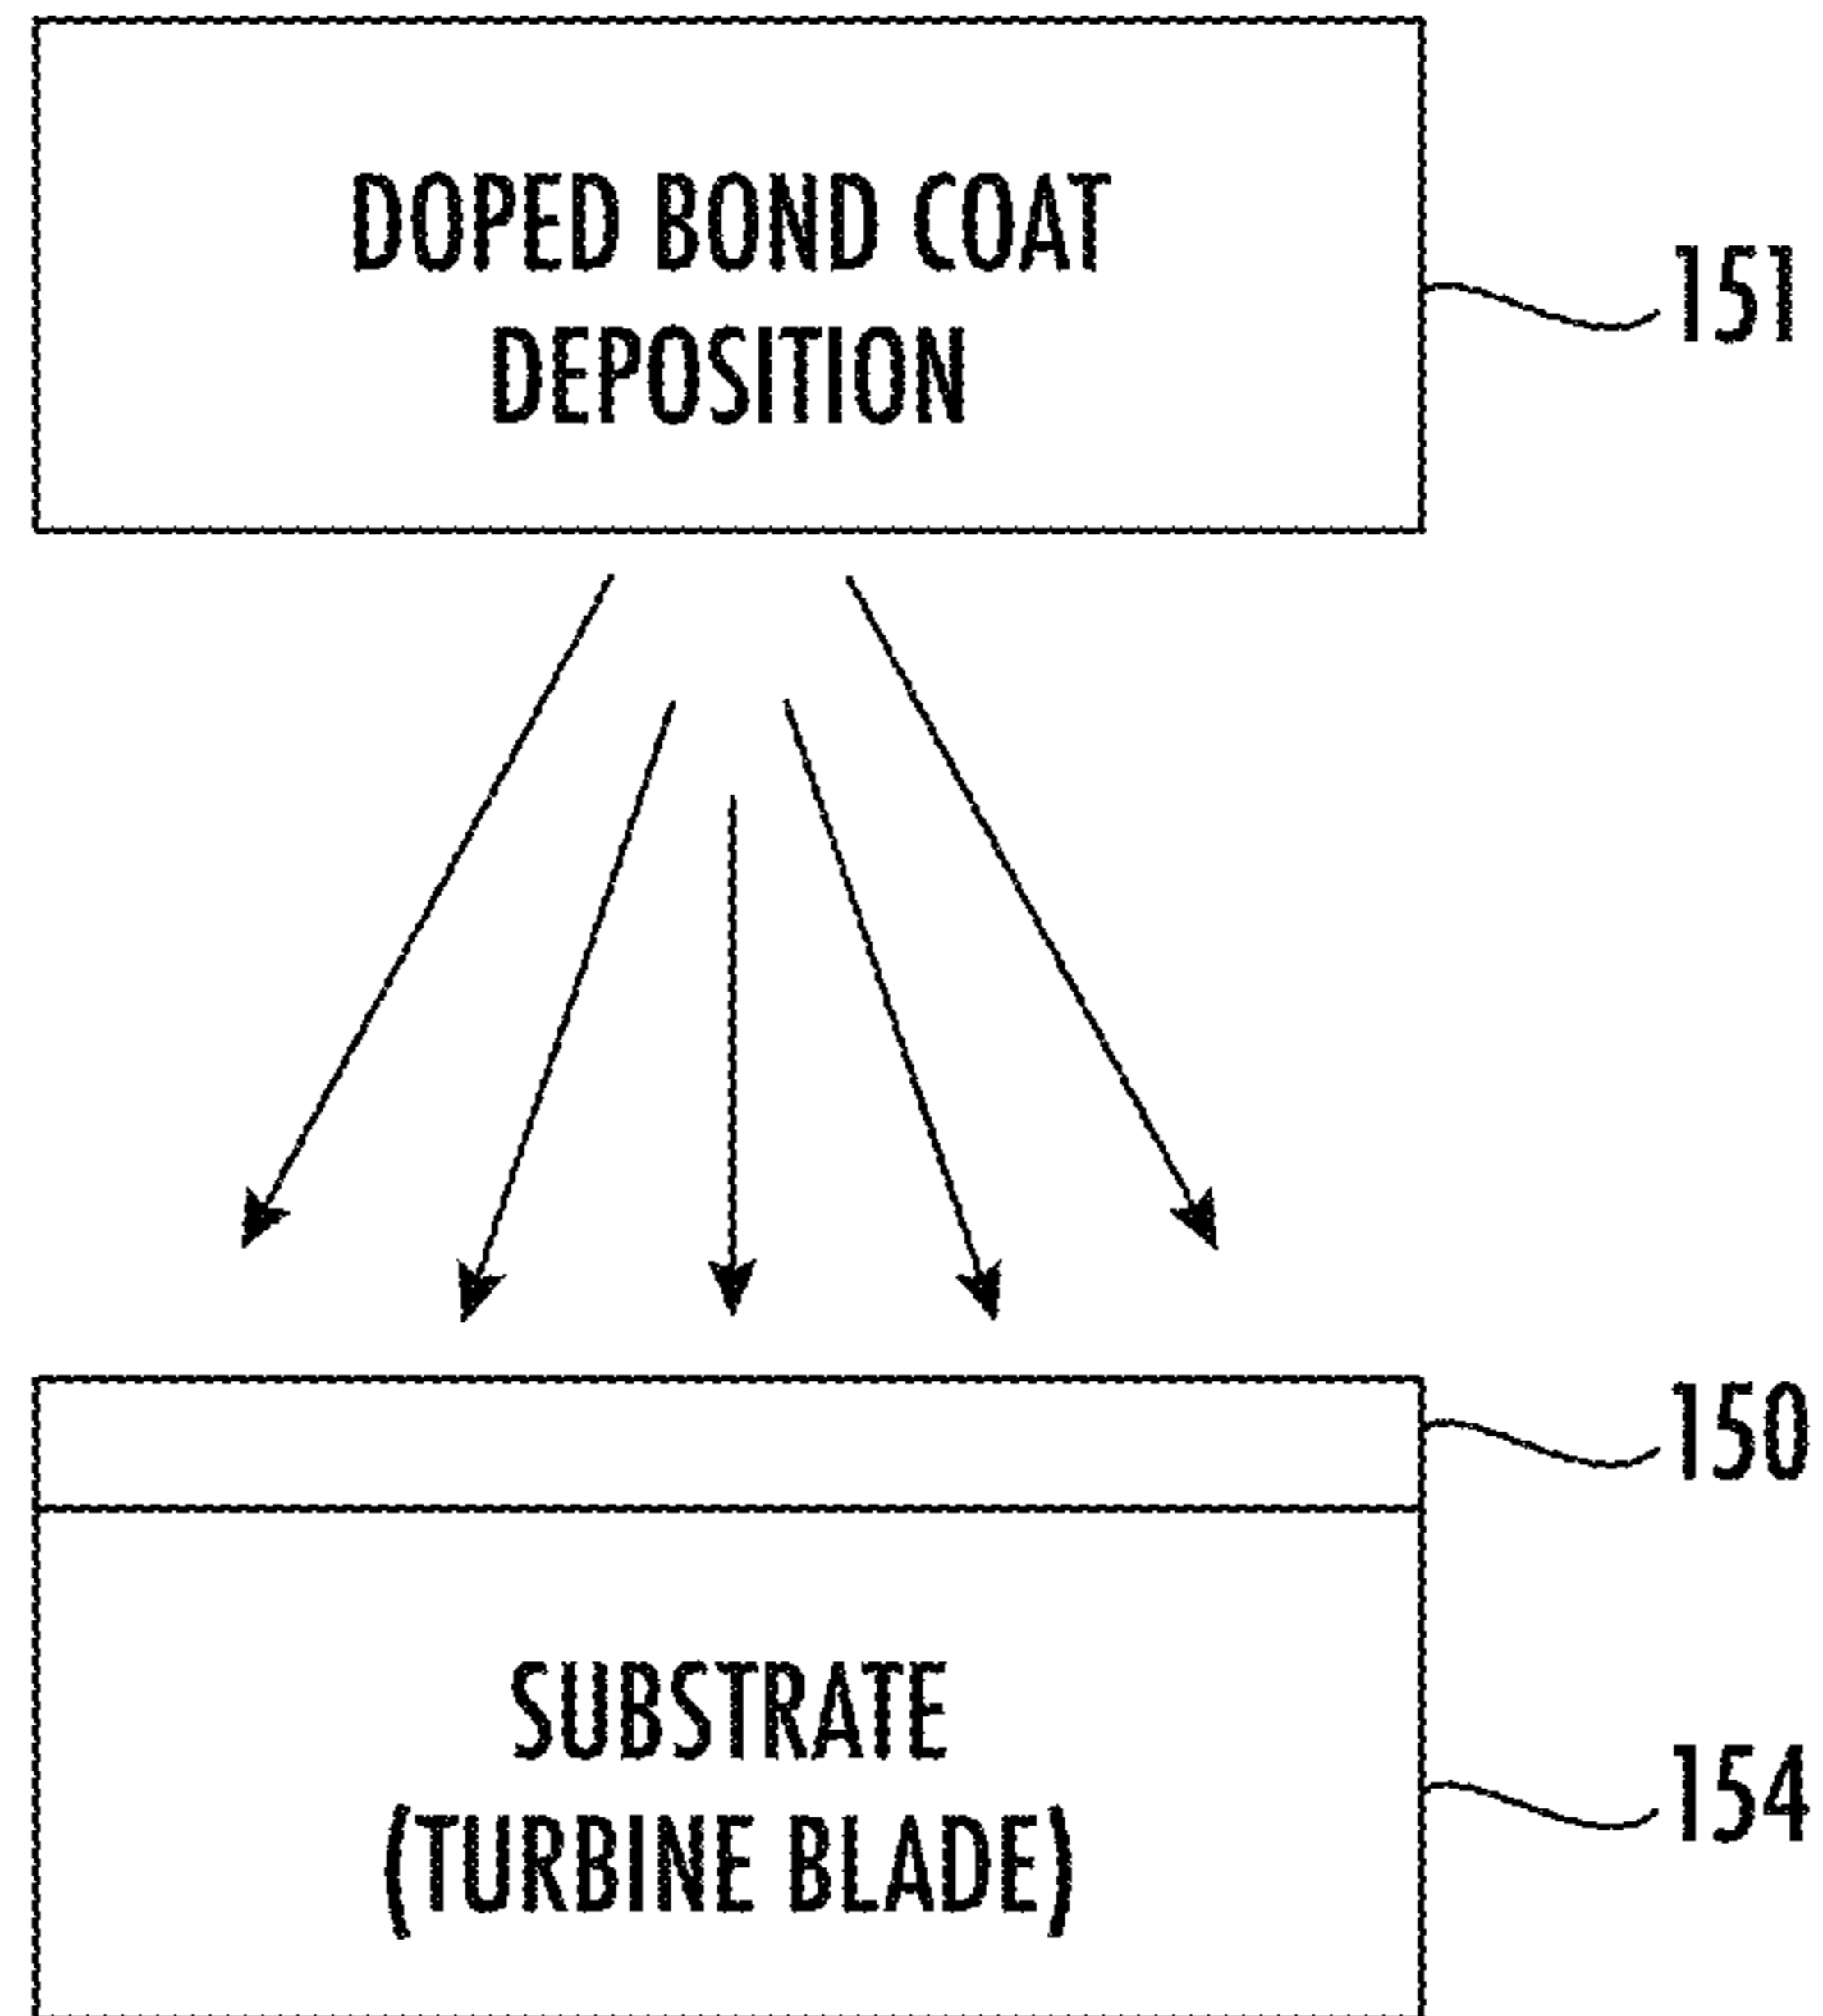 DOPED BOND COAT
DEPOSITION
151
150
SUBSTRATE
(TURBINE BLADE)
154